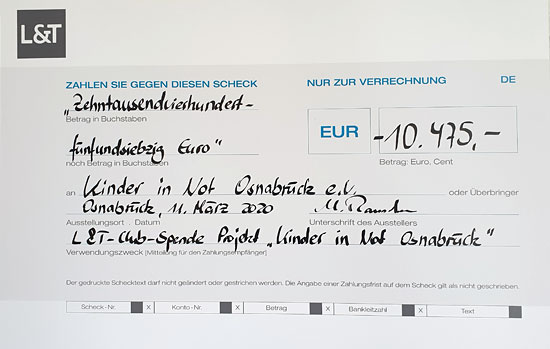 L&T
ZAHLEN SIE GEGEN DIESEN SCHECK NUR ZUR VERRECHNUNG DE
„Zehntausendvierhundert-
Betrag in Buchstaben
EUR -10.475,-
fünfundsiebzig Euro"
noch Betrag in Buchstaben Betrag: Euro, Cent
an Kinder in Not Osnabrück e.V. oder Überbringer
Osnabrück, 11. März 2020 M.
Ausstellungsort . Datum Unterschrift des Ausstellers
L&T-Club-Spende Projekt „Kinder in Not Osnabrück"
Verwendungszweck (Mitteilung für den Zahlungsempfänger)
Der gedruckte Schecktext darf nicht geändert oder gestrichen werden. Die Angabe einer Zahlungsfrist auf dem Scheck gilt als nicht geschrieben.
Scheck-Nr. X Konto-Nr. X Betrag X Bankleitzahl X Text